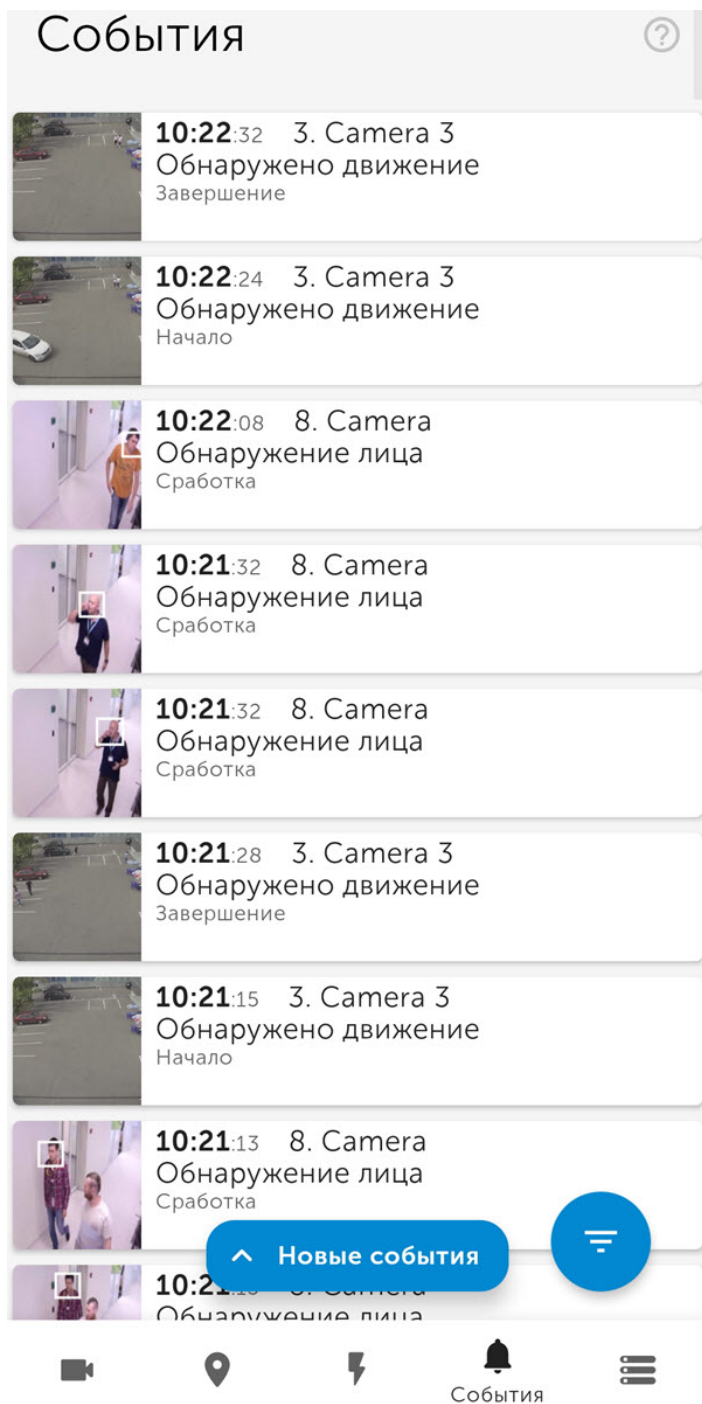 События
10:22:32 3. Camera 3
Обнаружено движение
Завершение
10:22:24 3. Camera 3
Обнаружено движение
Начало
10:22:08 8. Camera
Обнаружение лица
Сработка
10:21:32 8. Camera
Обнаружение лица
Сработка
10:21:32 8. Camera
Обнаружение лица
Сработка
10:21:28 3. Camera 3
Обнаружено движение
Завершение
10:21:15 3. Camera 3
Обнаружено движение
Начало
10:21:13 8. Camera
Обнаружение лица
Сработка
Новые события
Обнаружение лица
События